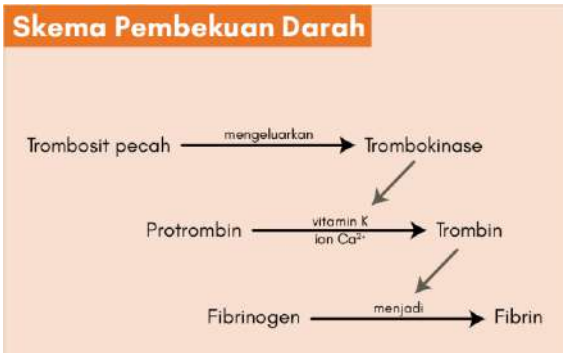 Skema Pembekuan Darah
Trombosit pecah mengeluarkan Trombokinase
Protrombin vitamin K Trombin
ion Ca²⁺
Fibrinogen menjadi Fibrin